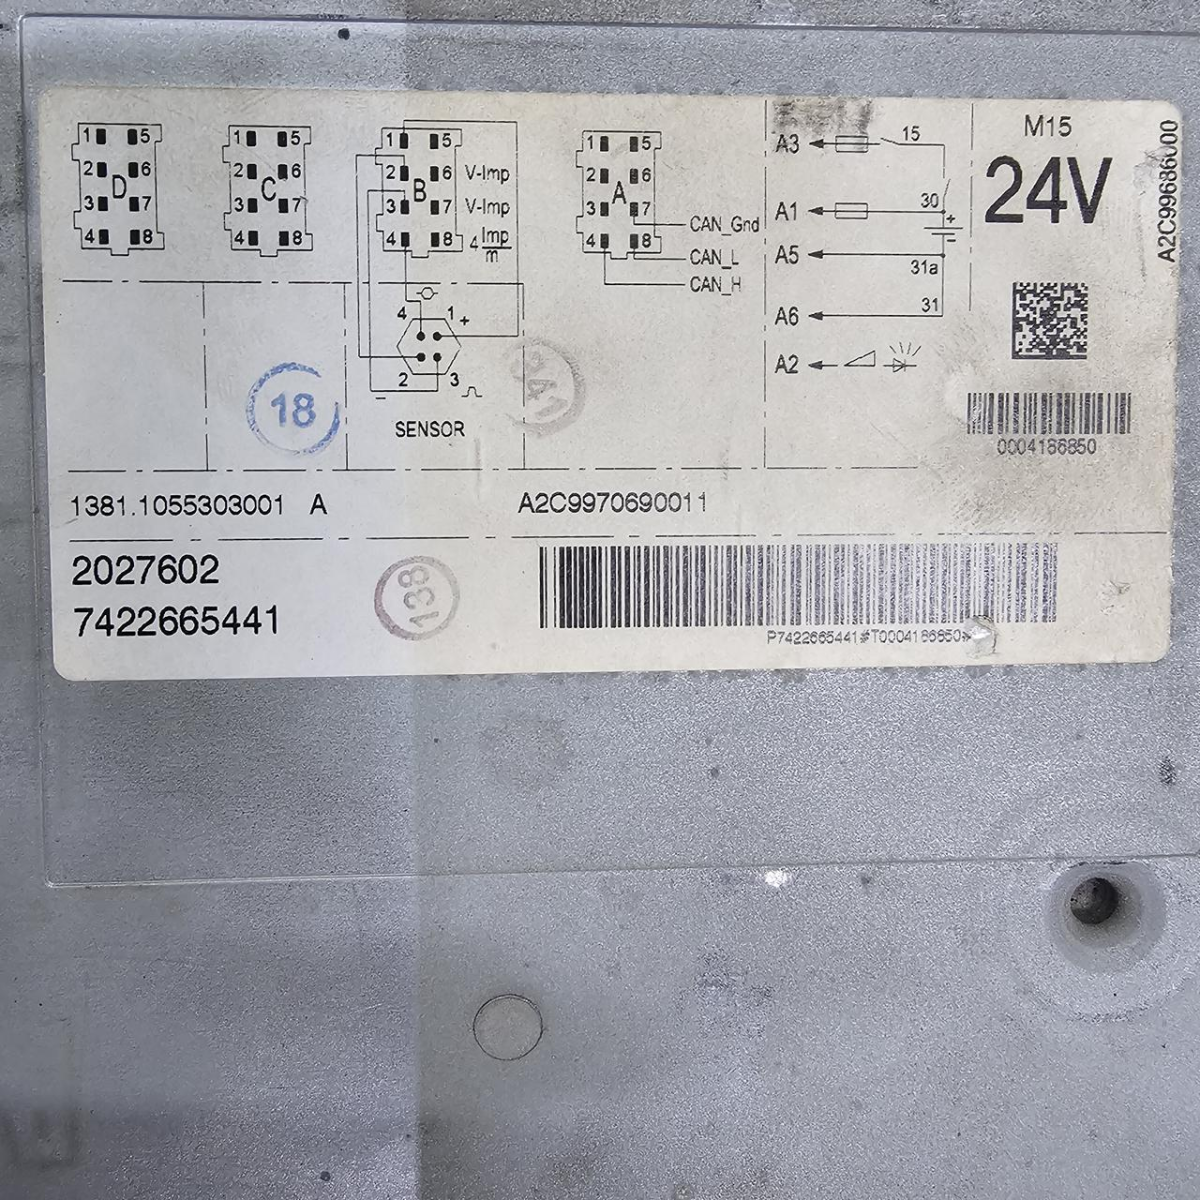 1 5 1 5 1 5 1 5
2 6 2 6 2 6 V-Imp 2 6
D C B A
3 7 3 7 3 7 V-Imp 3 7 CAN_Gnd
4 8 4 8 4 8 4 Imp/m 4 8 CAN_L
CAN_H
4 1 +
2 3
-
SENSOR
A3 15
A1 30
+
-
A5 31a
A6 31
A2
M15
24V
A2C99686000
0004186850
18
941
1381.1055303001 A A2C9970690011
2027602
7422665441
138
P7422665441#T0004186850*